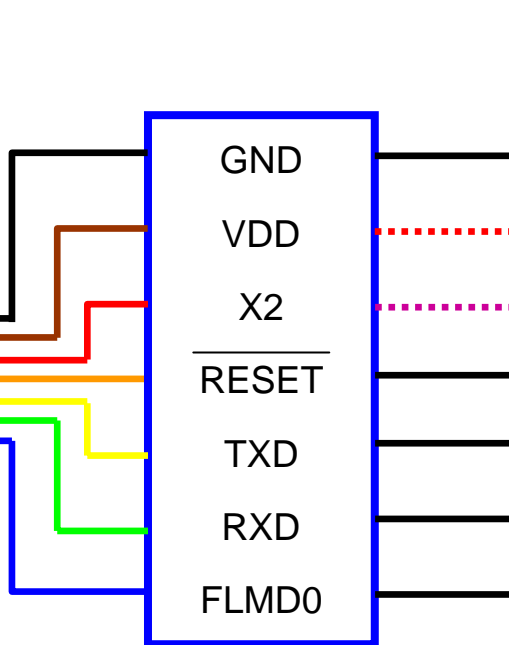 GND
VDD
X2
RESET
TXD
RXD
FLMD0